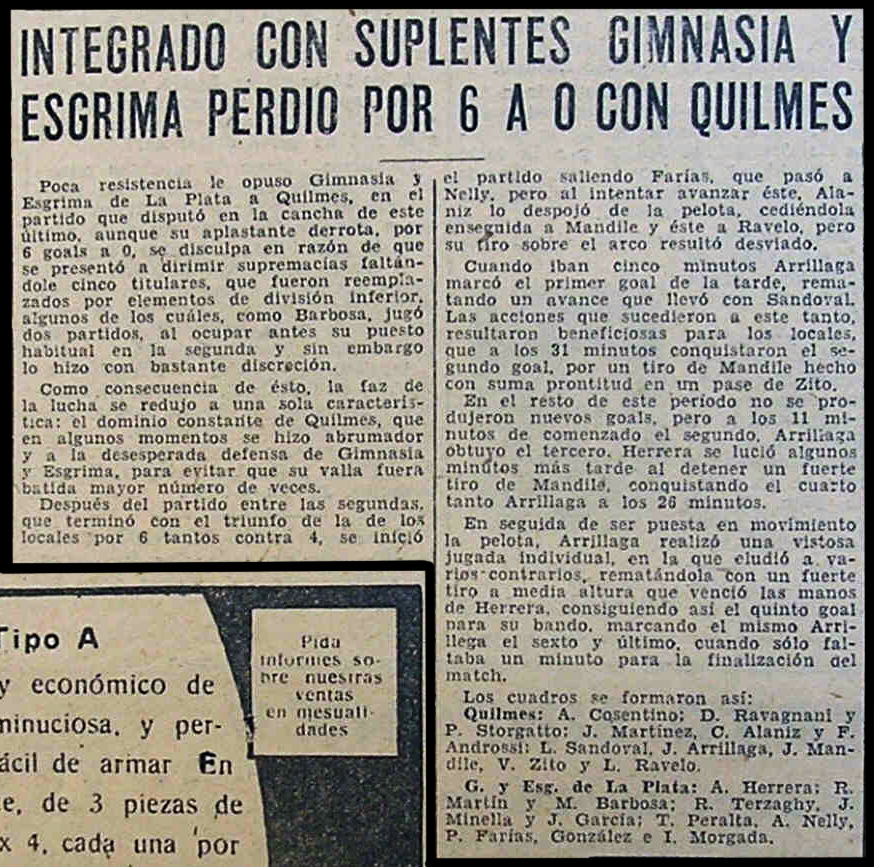 INTEGRADO CON SUPLENTES GIMNASIA Y
ESGRIMA PERDIO POR 6 A 0 CON QUILMES
Poca resistencia le opuso Gimnasia y
Esgrima de La Plata a Quilmes, en el
partido que disputó en la cancha de este
último, aunque su aplastante derrota, por
6 goals a 0, se disculpa en razón de que
se presentó a dirimir supremacías faltán-
dole cinco titulares, que fueron reempla-
zados por elementos de división inferior,
algunos de los cuáles, como Barbosa, jugó
dos partidos, al ocupar antes su puesto
habitual en la segunda y sin embargo
lo hizo con bastante discreción.
Como consecuencia de ésto, la faz de
la lucha se redujo a una sola caracterís-
tica: el dominio constante de Quilmes, que
en algunos momentos se hizo abrumador
y a la desesperada defensa de Gimnasia
y Esgrima, para evitar que su valla fuera
batida mayor número de veces.
Después del partido entre las segundas,
que terminó con el triunfo de la de los
locales por 6 tantos contra 4, se inició
el partido saliendo Farías, que pasó a
Nelly, pero al intentar avanzar éste, Ala-
niz lo despojó de la pelota, cediéndola
enseguida a Mandile y éste a Ravelo, pero
su tiro sobre el arco resultó desviado.
Cuando iban cinco minutos Arrillaga
marcó el primer goal de la tarde, rema-
tando un avance que llevó con Sandoval.
Las acciones que sucedieron a este tanto,
resultaron beneficiosas para los locales,
que a los 31 minutos conquistaron el se-
gundo goal, por un tiro de Mandile hecho
con suma prontitud en un pase de Zito.
En el resto de este período no se pro-
dujeron nuevos goals, pero a los 11 mi-
nutos de comenzado el segundo, Arrillaga
obtuvo el tercero. Herrera se lució algunos
minutos más tarde al detener un fuerte
tiro de Mandile, conquistando el cuarto
tanto Arrillaga a los 26 minutos.
En seguida de ser puesta en movimiento
la pelota, Arrillaga realizó una vistosa
jugada individual, en la que eludió a va-
rios contrarios, rematándola con un fuerte
tiro a media altura que venció las manos
de Herrera, consiguiendo así el quinto goal
para su bando, marcando el mismo Arri-
llega el sexto y último, cuando sólo fal-
taba un minuto para la finalización del
match.
Los cuadros se formaron así:
Quilmes: A. Cosentino; D. Ravagnani y
P. Storgatto; J. Martínez, C. Alaniz y F.
Androssi; L. Sandoval, J. Arrillaga, J. Man-
dile, V. Zito y L. Ravelo.
G. y Esg. de La Plata: A. Herrera; R.
Martín y M. Barbosa; R. Terzaghy, J.
Minella y J. García; T. Peralta, A. Nelly,
P. Farías, González e I. Morgada.
Tipo A
y económico de
minuciosa, y per-
ácil de armar En
e, de 3 piezas de
x 4, cada una por
Pida
informes so-
bre nuestras
ventas
en mesuali-
dades